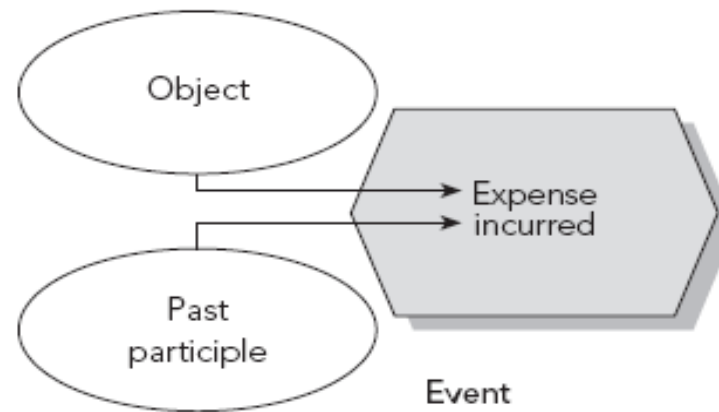 Object
Expense
incurred
Past
participle
Event